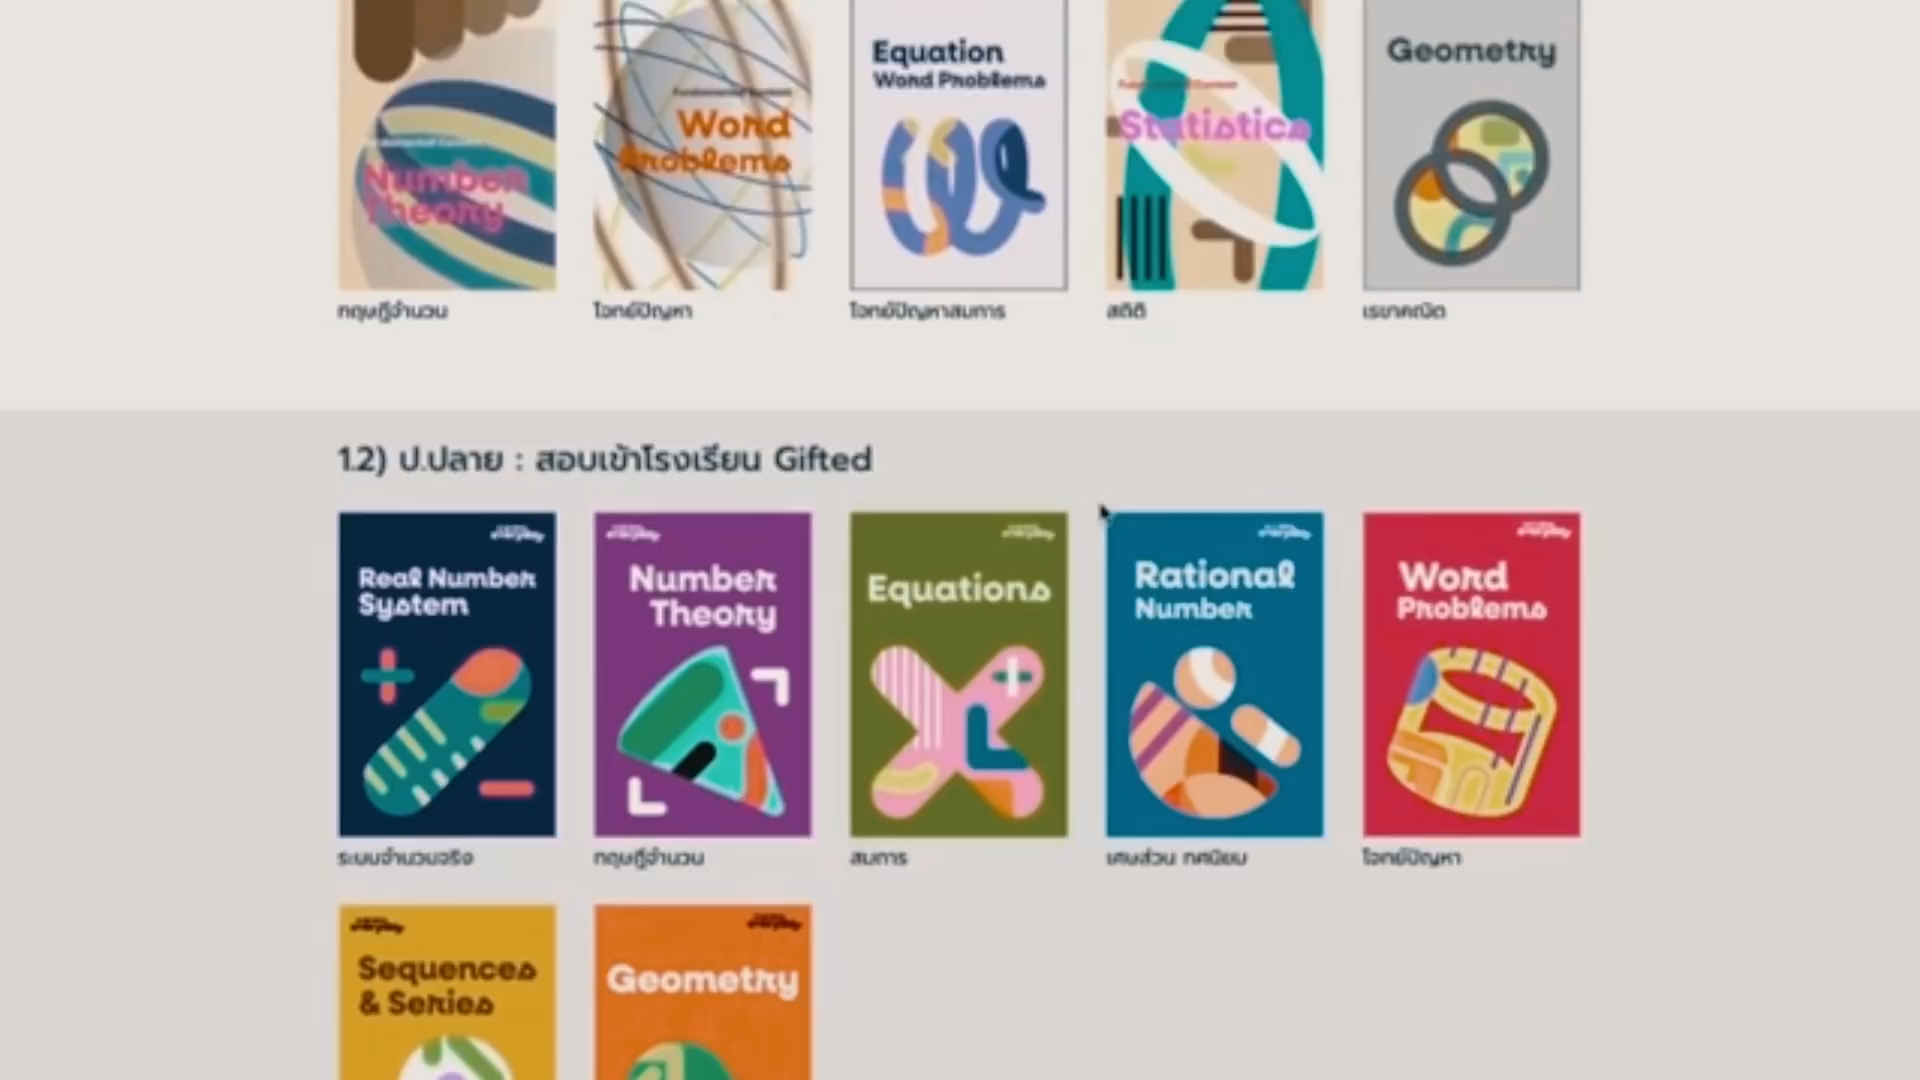 Number
Theory
ทฤษฎีจำนวน
Word
Problems
โจทย์ปัญหา
Equation
Word Problems
โจทย์ปัญหาสมการ
Statistics
สถิติ
Geometry
เรขาคณิต
1.2) ป.ปลาย : สอบเข้าโรงเรียน Gifted
Real Number
System
ระบบจำนวนจริง
Number
Theory
ทฤษฎีจำนวน
Equations
สมการ
Rational
Number
เศษส่วน ทศนิยม
Word
Problems
โจทย์ปัญหา
Sequences
& Series
Geometry